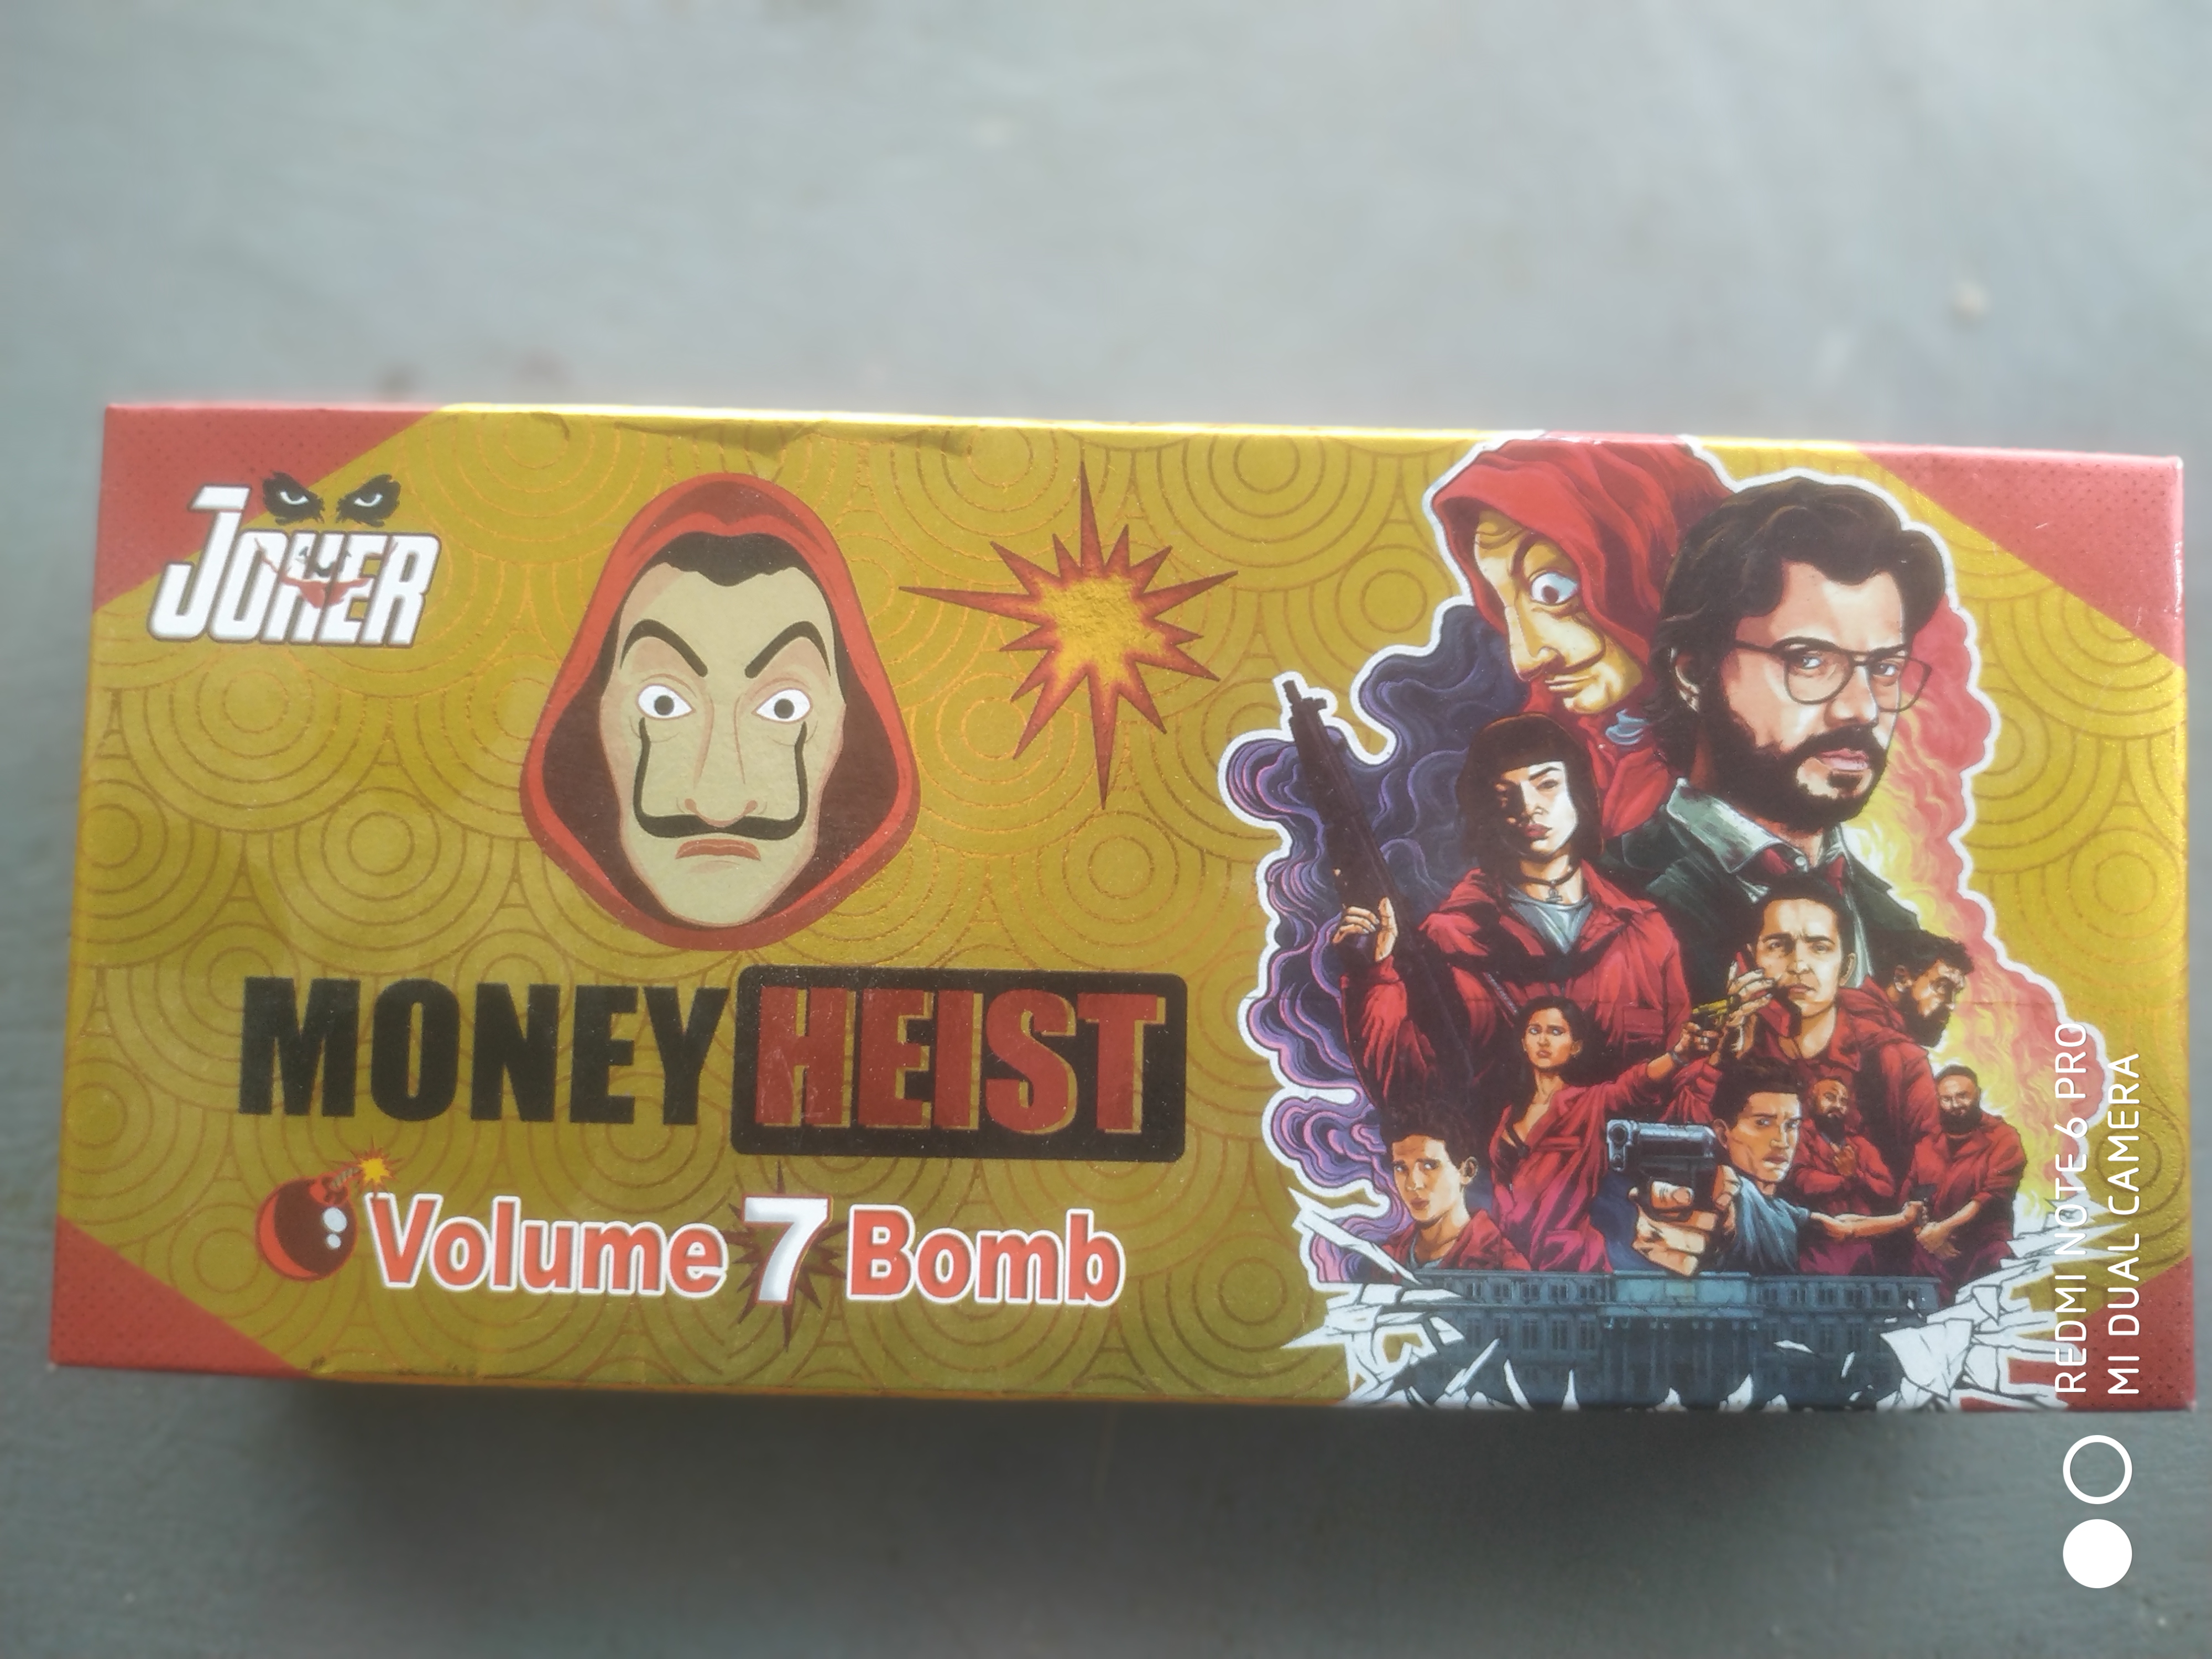 JOKER
MONEY HEIST
Volume 7 Bomb
REDMI NOTE 6 PRO
MI DUAL CAMERA